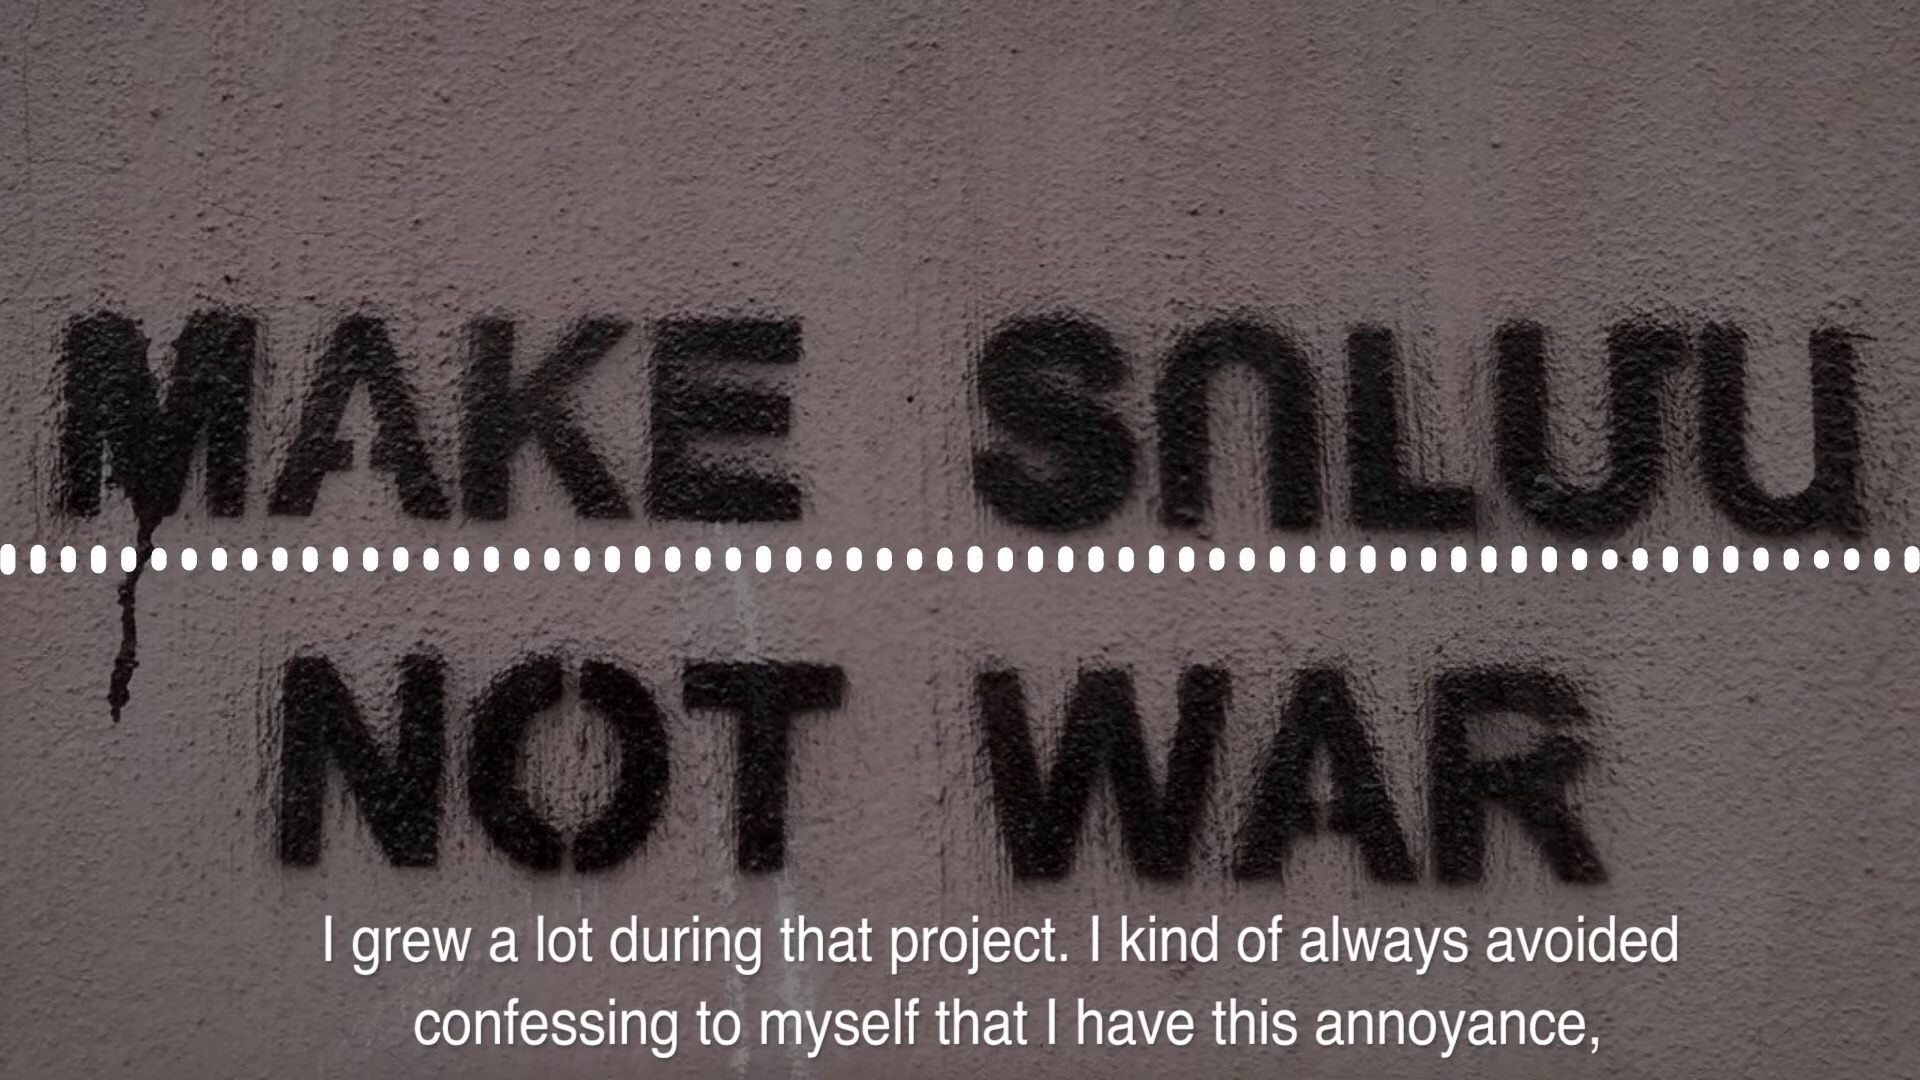 MAKE ՏՈԼՄԱ
NOT WAR
I grew a lot during that project. I kind of always avoided
confessing to myself that I have this annoyance,